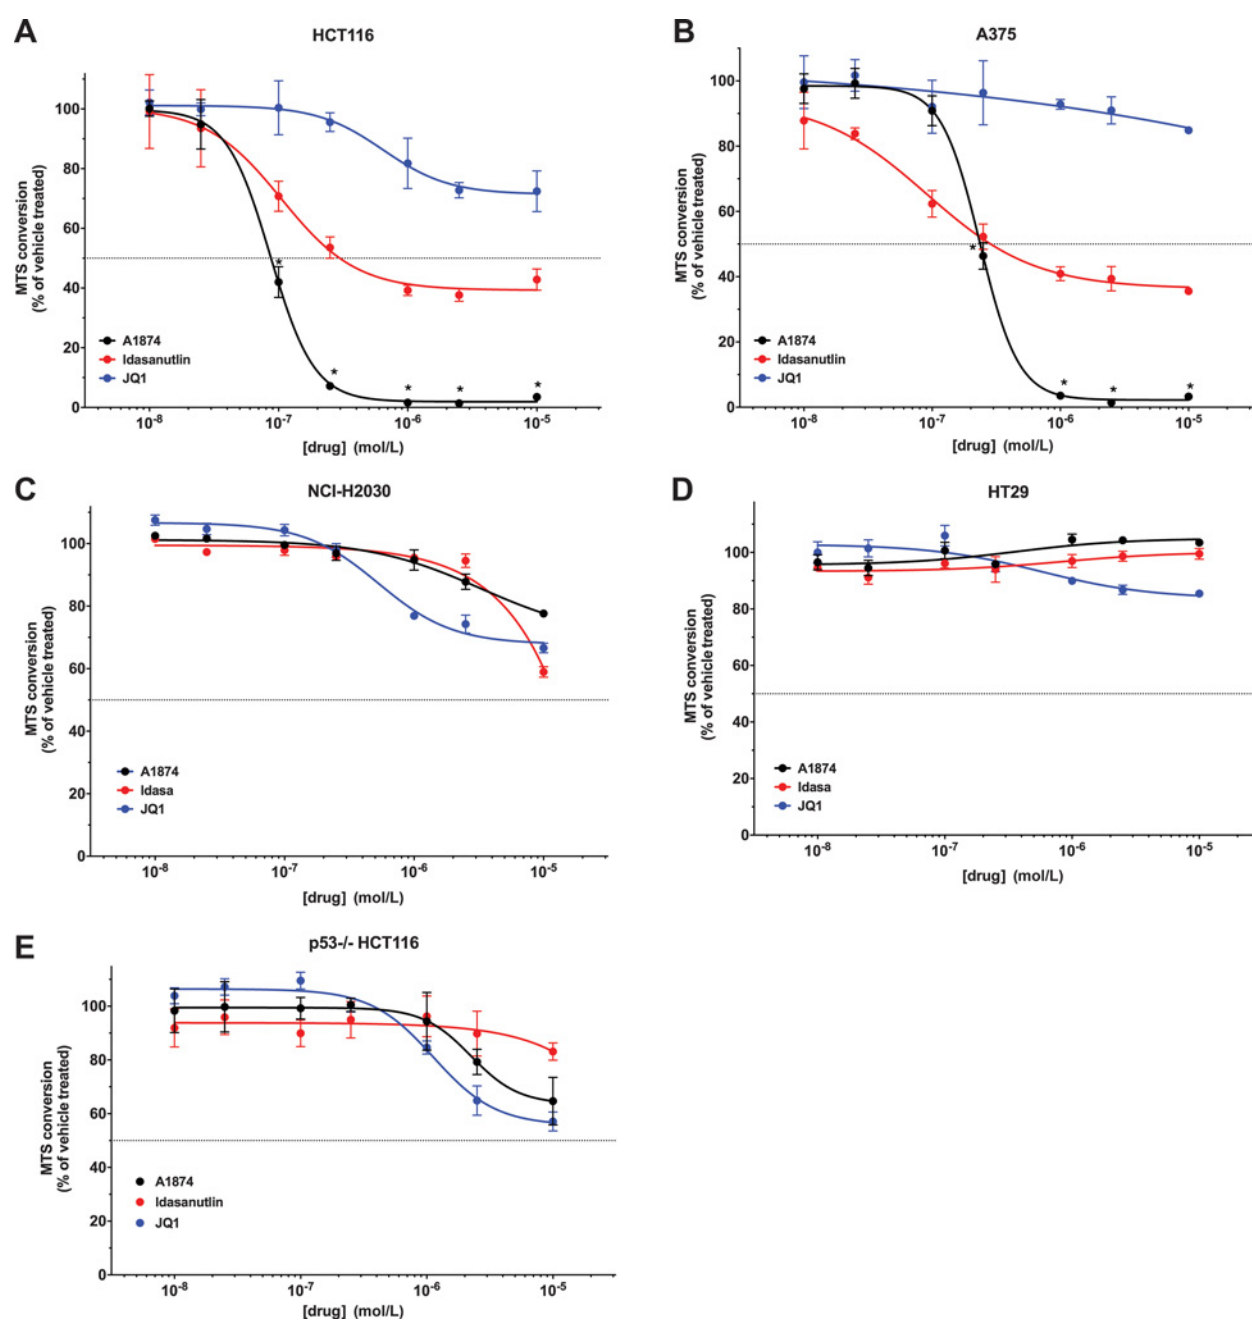 A
HCT116
MTS conversion
(% of vehicle treated)
100
80
60
40
20
0
*
*
*
*
*
A1874
Idasanutlin
JQ1
10-8
10-7
10-6
10-5
[drug] (mol/L)
B
A375
MTS conversion
(% of vehicle treated)
100
80
60
40
20
0
*
*
*
*
A1874
Idasanutlin
JQ1
10-8
10-7
10-6
10-5
[drug] (mol/L)
C
NCI-H2030
MTS conversion
(% of vehicle treated)
100
80
60
40
20
0
A1874
Idasa
JQ1
10-8
10-7
10-6
10-5
[drug] (mol/L)
D
HT29
MTS conversion
(% of vehicle treated)
100
80
60
40
20
0
A1874
Idasa
JQ1
10-8
10-7
10-6
10-5
[drug] (mol/L)
E
p53-/- HCT116
MTS conversion
(% of vehicle treated)
100
80
60
40
20
0
A1874
Idasanutlin
JQ1
10-8
10-7
10-6
10-5
[drug] (mol/L)